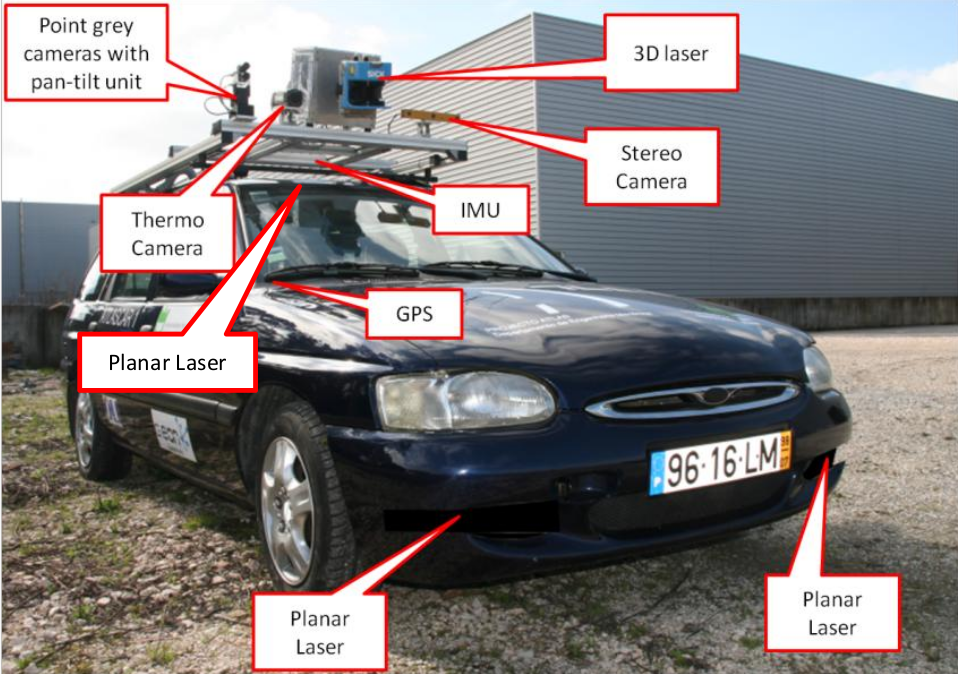 Point grey
cameras with
pan-tilt unit
3D laser
SICK
Stereo
Camera
Thermo
Camera
IMU
GPS
Planar Laser
96·16·LM
P
Planar
Laser
Planar
Laser